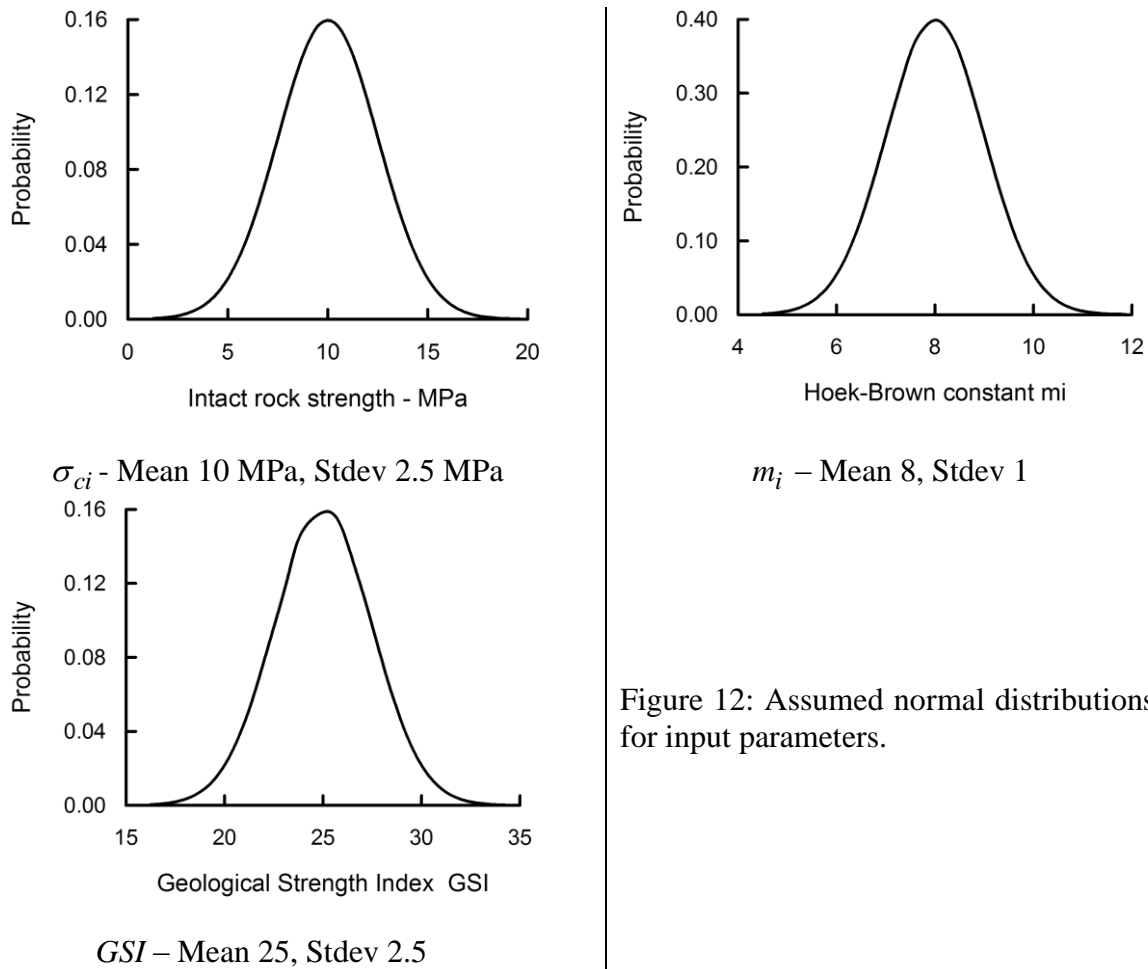 0.16
0.12
0.08
0.04
0.00
Probability
0 5 10 15 20
Intact rock strength - MPa
σci - Mean 10 MPa, Stdev 2.5 MPa
0.40
0.30
0.20
0.10
0.00
Probability
4 6 8 10 12
Hoek-Brown constant mi
mi – Mean 8, Stdev 1
0.16
0.12
0.08
0.04
0.00
Probability
15 20 25 30 35
Geological Strength Index GSI
GSI – Mean 25, Stdev 2.5
Figure 12: Assumed normal distributions
for input parameters.